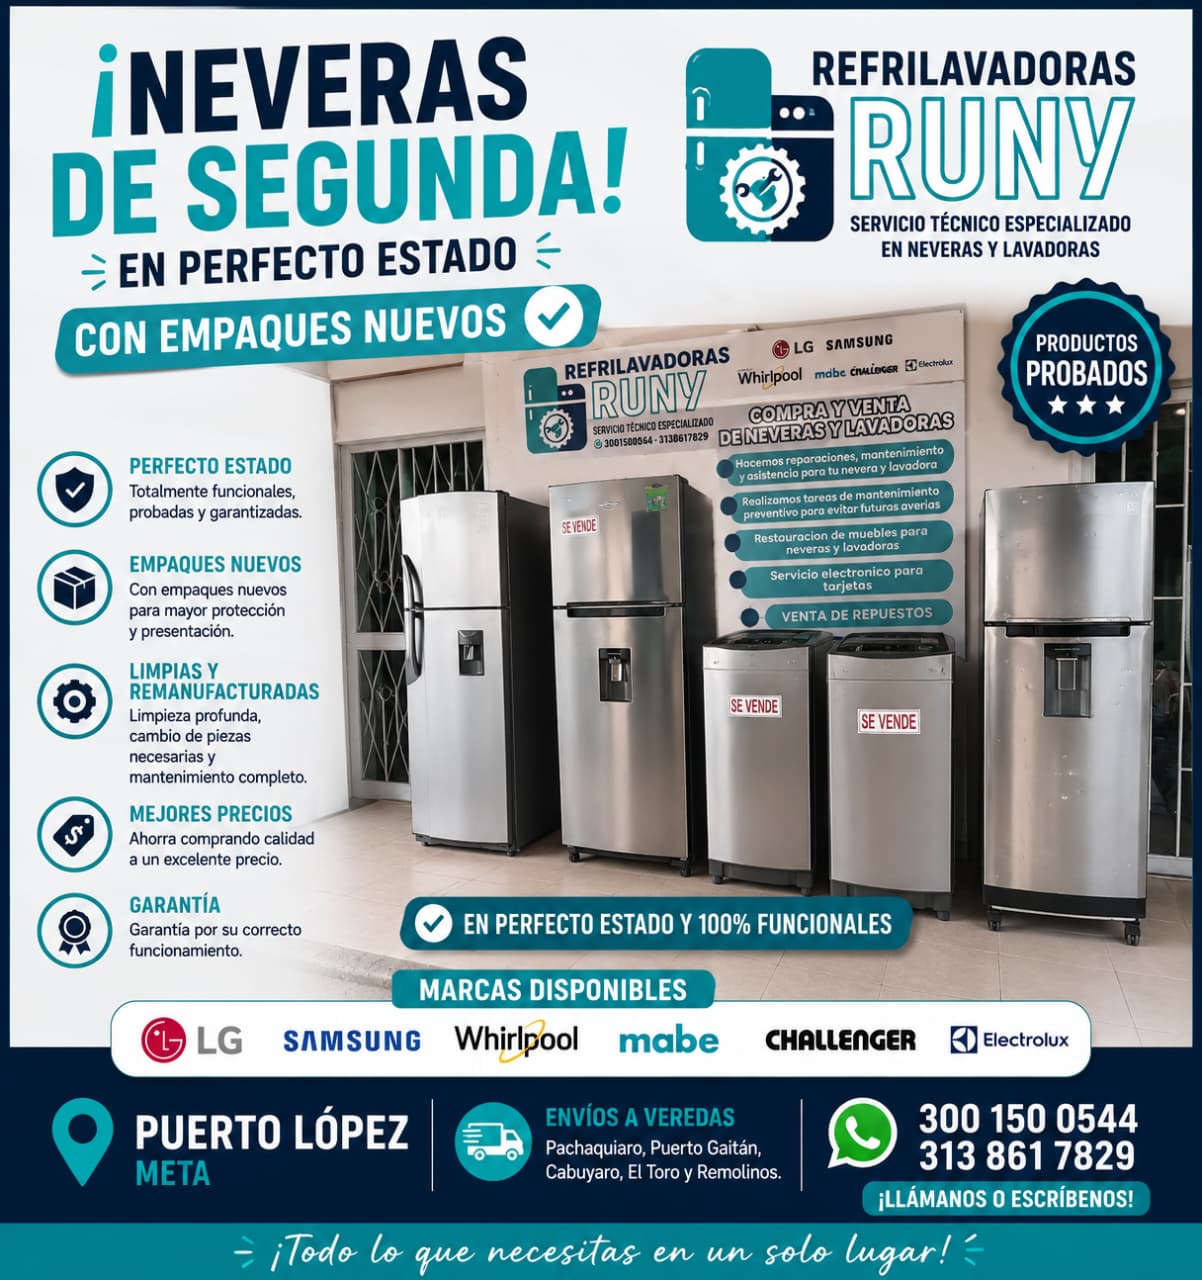 ¡NEVERAS
DE SEGUNDA!
EN PERFECTO ESTADO
CON EMPAQUES NUEVOS
REFRILAVADORAS
RUNY
SERVICIO TÉCNICO ESPECIALIZADO
EN NEVERAS Y LAVADORAS
PRODUCTOS
PROBADOS
REFRILAVADORAS
RUNY
SERVICIO TÉCNICO ESPECIALIZADO
3001500564 - 3138617829
LG SAMSUNG
Whirlpool mabe CHALLENGER Electrolux
COMPRA Y VENTA
DE NEVERAS Y LAVADORAS
Hacemos reparaciones, mantenimiento
y asistencia para tu nevera y lavadora
Realizamos tareas de mantenimiento
preventivo para evitar futuras averias
Restauracion de muebles para
neveras y lavadoras
Servicio electronico para
tarjetas
VENTA DE REPUESTOS
SE VENDE
SE VENDE
SE VENDE
PERFECTO ESTADO
Totalmente funcionales,
probadas y garantizadas.
EMPAQUES NUEVOS
Con empaques nuevos
para mayor protección
y presentación.
LIMPIAS Y
REMANUFACTURADAS
Limpieza profunda,
cambio de piezas
necesarias y
mantenimiento completo.
MEJORES PRECIOS
Ahorra comprando calidad
a un excelente precio.
GARANTÍA
Garantía por su correcto
funcionamiento.
EN PERFECTO ESTADO Y 100% FUNCIONALES
MARCAS DISPONIBLES
LG SAMSUNG Whirlpool mabe CHALLENGER Electrolux
PUERTO LÓPEZ
META
ENVÍOS A VEREDAS
Pachaquiaro, Puerto Gaitán,
Cabuyaro, El Toro y Remolinos.
300 150 0544
313 861 7829
¡LLÁMANOS O ESCRÍBENOS!
¡Todo lo que necesitas en un solo lugar!